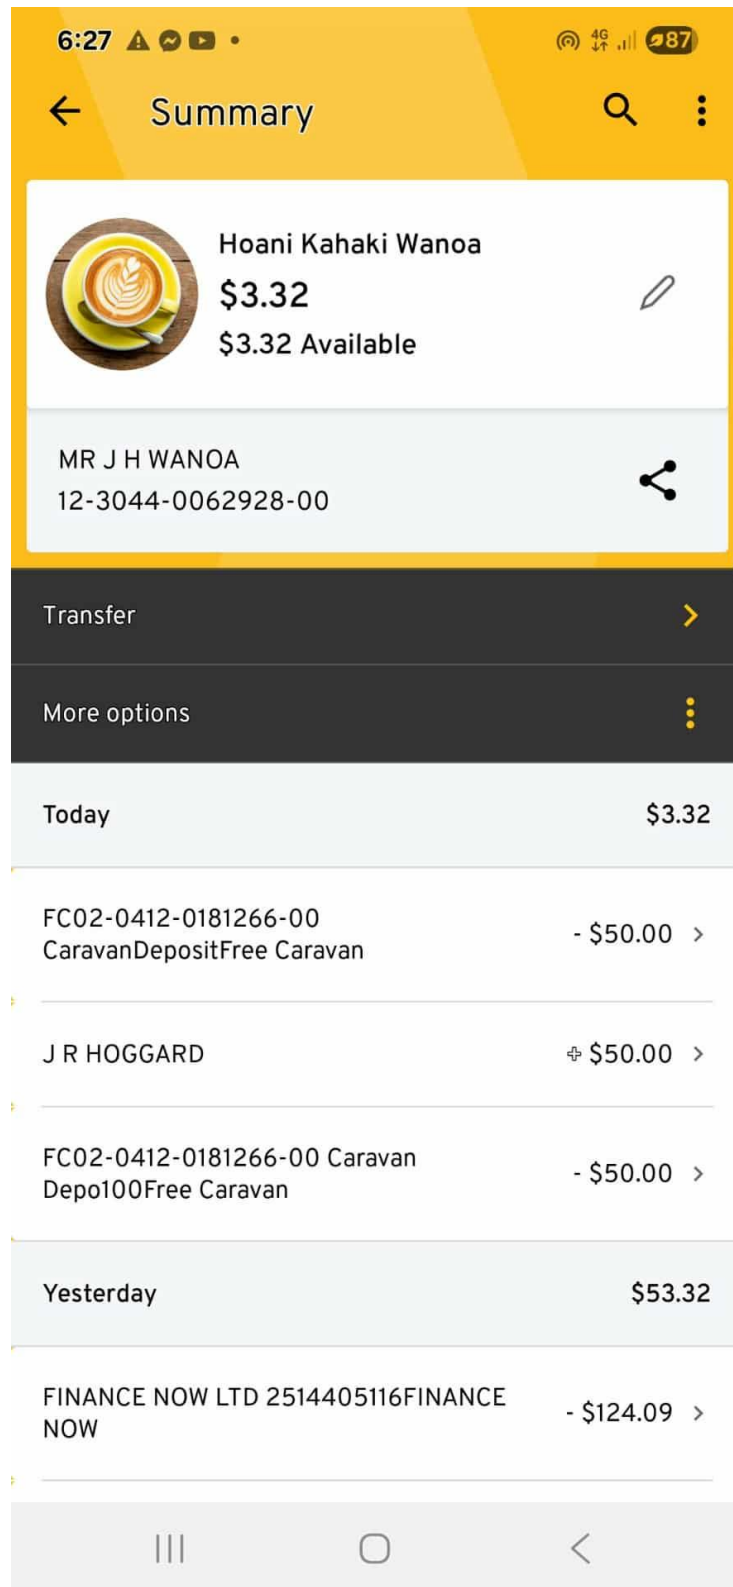 6:27
4G
87
Summary
Hoani Kahaki Wanoa
$3.32
$3.32 Available
MR J H WANOA
12-3044-0062928-00
Transfer
More options
Today $3.32
FC02-0412-0181266-00
CaravanDepositFree Caravan
- $50.00
J R HOGGARD + $50.00
FC02-0412-0181266-00 Caravan
Depo100Free Caravan
- $50.00
Yesterday $53.32
FINANCE NOW LTD 2514405116FINANCE
NOW
- $124.09